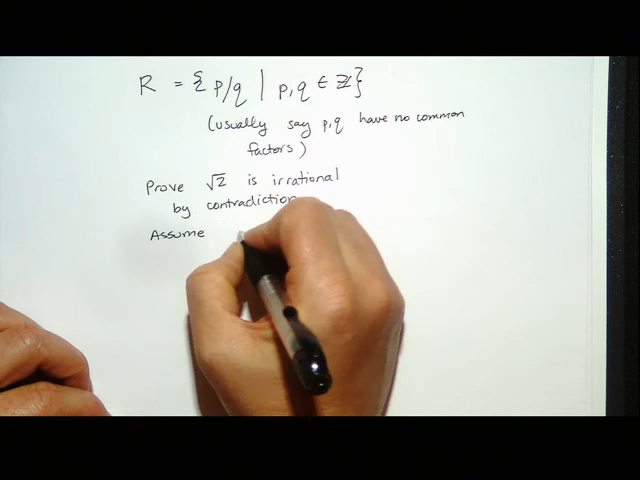 R = { p/q | p,q ∈ ℤ }
(usually say p,q have no common
factors)
Prove √2 is irrational
by contradiction
Assume